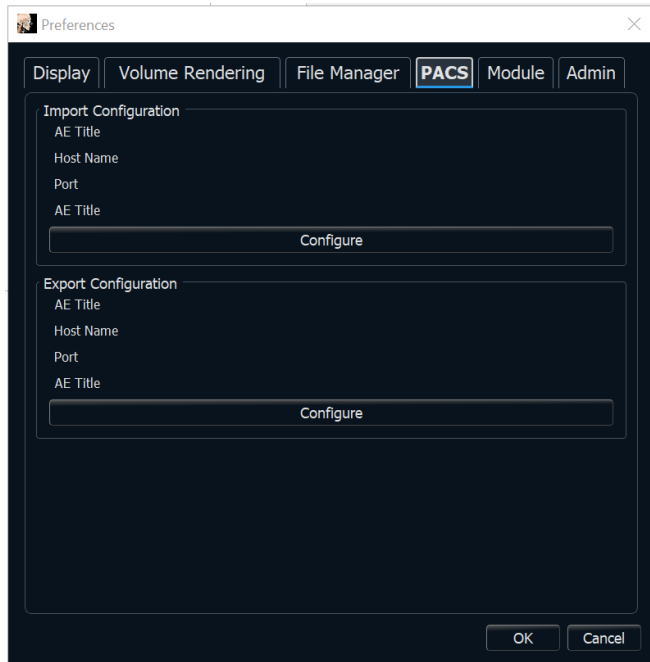 Preferences
Display Volume Rendering File Manager PACS Module Admin
Import Configuration
AE Title
Host Name
Port
AE Title
Configure
Export Configuration
AE Title
Host Name
Port
AE Title
Configure
OK Cancel